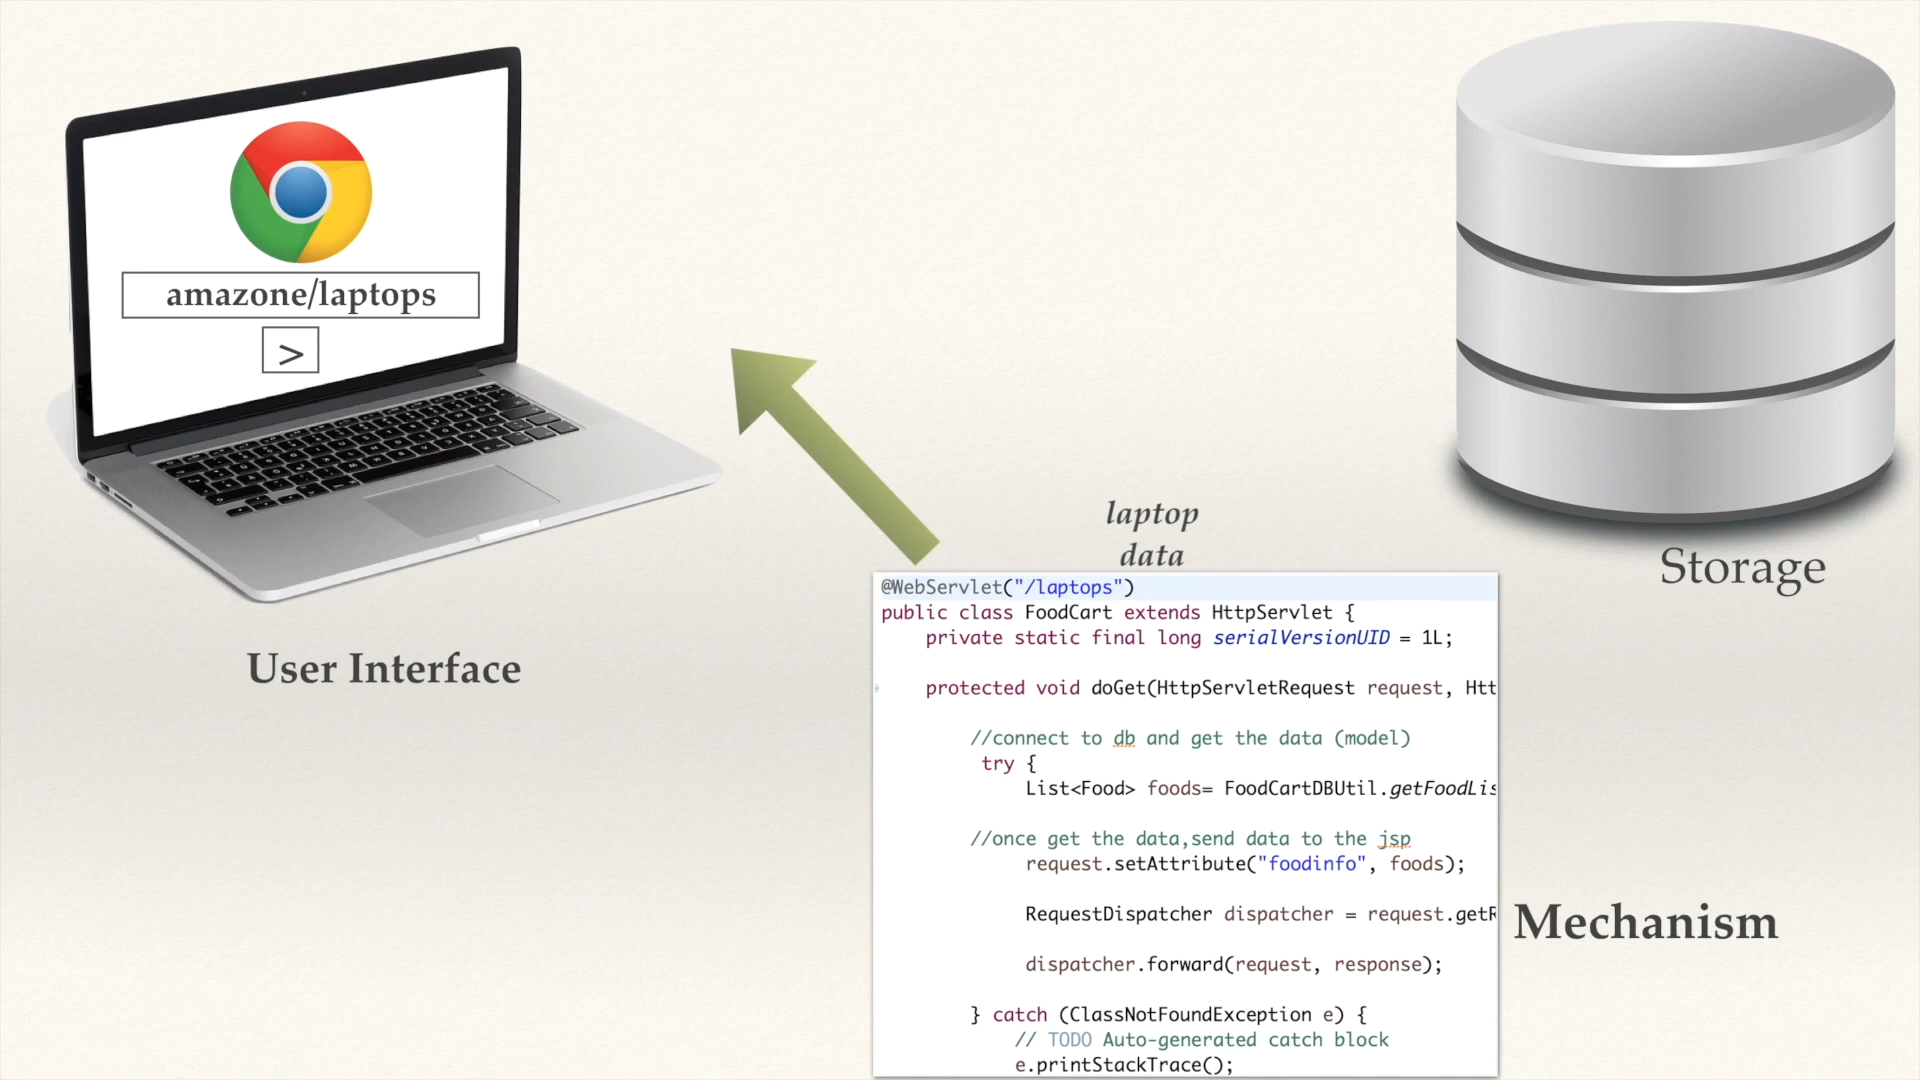 amazone/laptops
>
User Interface
laptop
data
Storage
@WebServlet("/laptops")
public class FoodCart extends HttpServlet {
private static final long serialVersionUID = 1L;
protected void doGet(HttpServletRequest request, Htt
//connect to db and get the data (model)
try {
List<Food> foods= FoodCartDBUtil.getFoodLis
//once get the data,send data to the jsp
request.setAttribute("foodinfo", foods);
RequestDispatcher dispatcher = request.getR
dispatcher.forward(request, response);
} catch (ClassNotFoundException e) {
// TODO Auto-generated catch block
e.printStackTrace();
Mechanism